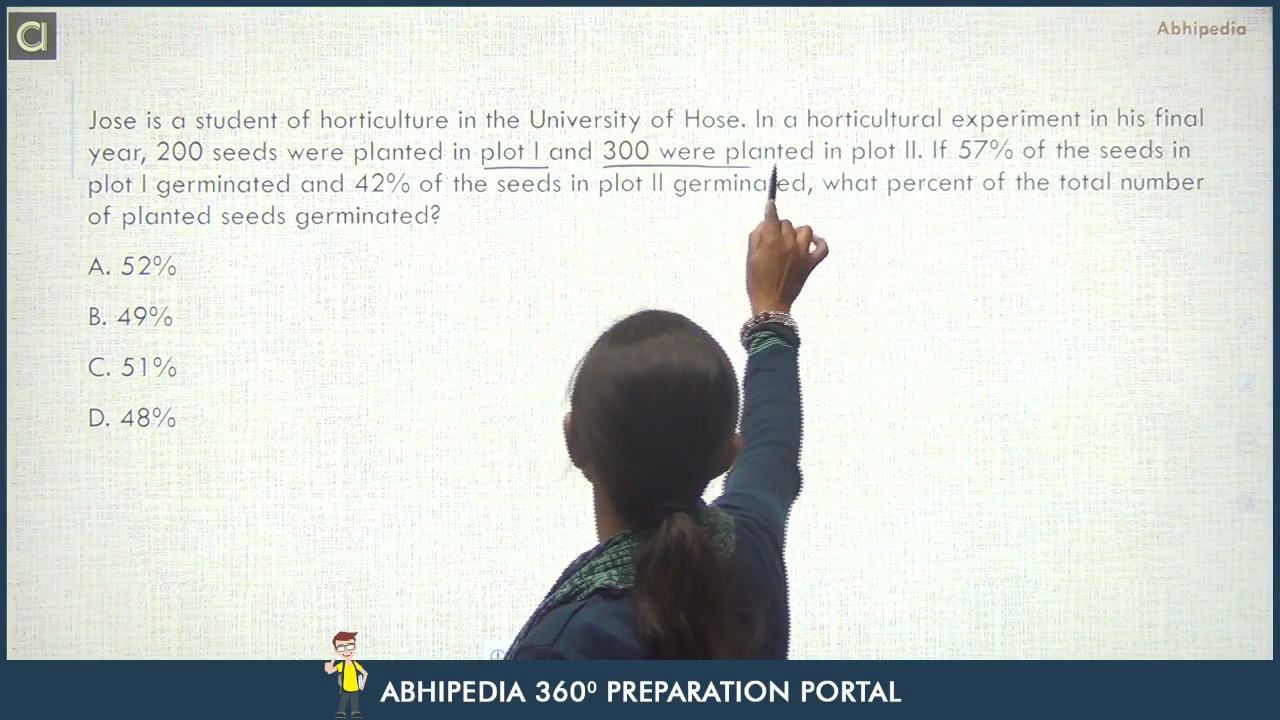 Abhipedia
Jose is a student of horticulture in the University of Hose. In a horticultural experiment in his final
year, 200 seeds were planted in plot I and 300 were planted in plot II. If 57% of the seeds in
plot I germinated and 42% of the seeds in plot II germinated, what percent of the total number
of planted seeds germinated?
A. 52%
B. 49%
C. 51%
D. 48%
ABHIPEDIA 360⁰ PREPARATION PORTAL